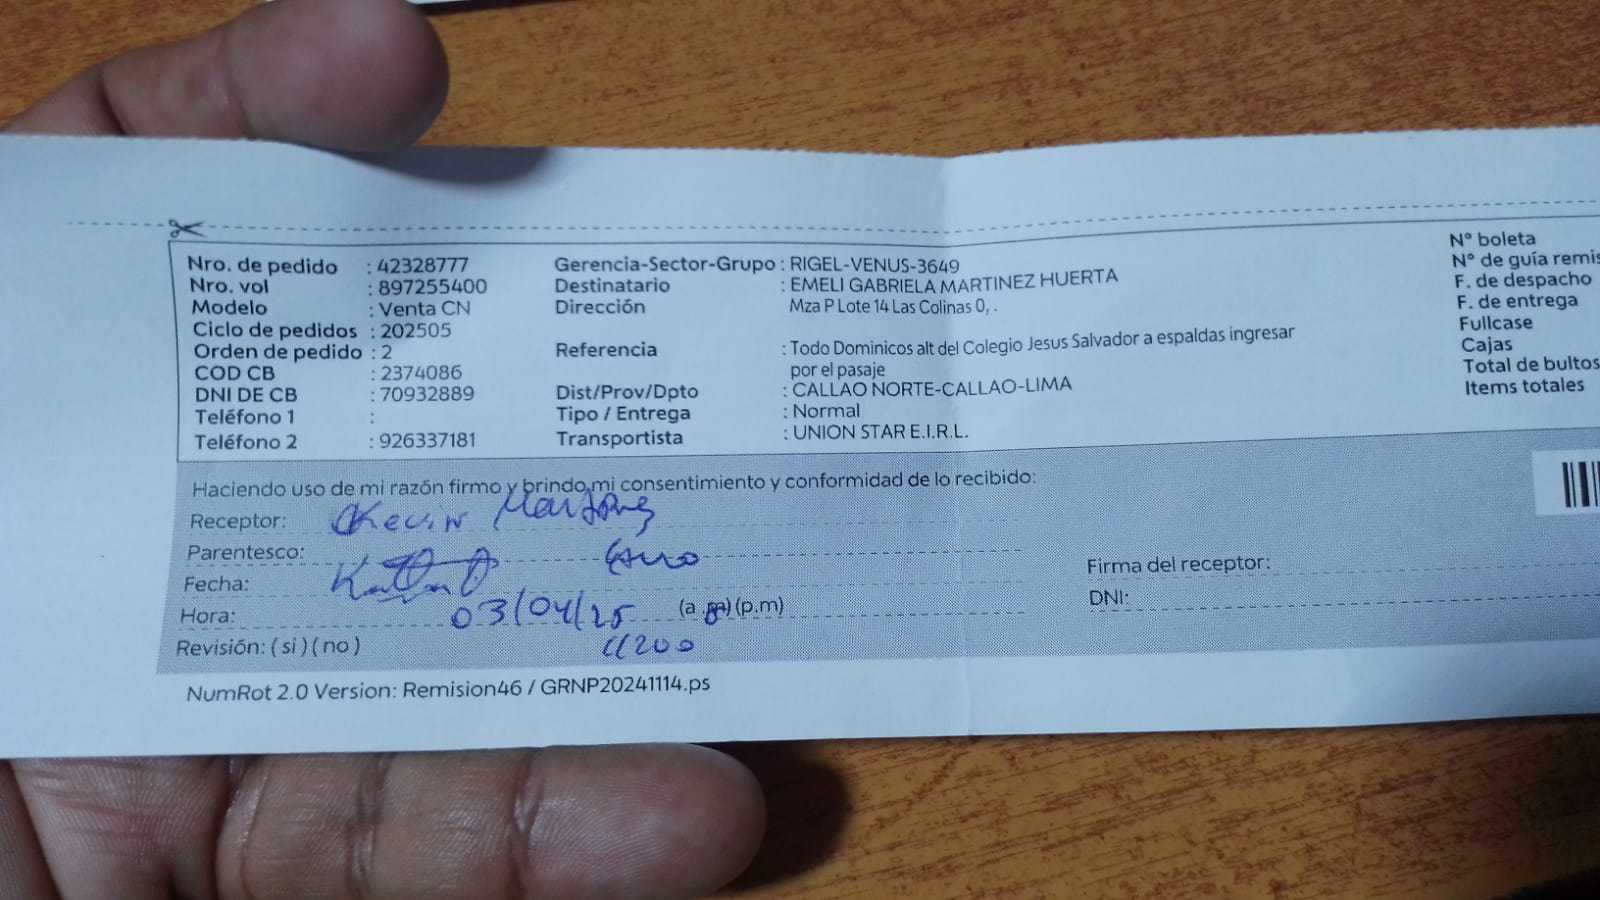 Nro. de pedido : 42328777
Nro. vol : 897255400
Modelo : Venta CN
Ciclo de pedidos : 202505
Orden de pedido : 2
COD CB : 2374086
DNI DE CB : 70932889
Teléfono 1 :
Teléfono 2 : 926337181
Gerencia-Sector-Grupo : RIGEL-VENUS-3649
Destinatario : EMELI GABRIELA MARTINEZ HUERTA
Dirección Mza P Lote 14 Las Colinas 0, .
Referencia : Todo Dominicos alt del Colegio Jesus Salvador a espaldas ingresar
por el pasaje
Dist/Prov/Dpto : CALLAO NORTE-CALLAO-LIMA
Tipo / Entrega : Normal
Transportista : UNION STAR E.I.R.L.
N° boleta
N° de guía remis
F. de despacho
F. de entrega
Fullcase
Cajas
Total de bultos
Items totales
Haciendo uso de mi razón firmo y brindo mi consentimiento y conformidad de lo recibido:
Receptor: Kevin Martinez
Parentesco:
Fecha:
Hora: 03/04/25 (a.m) (p.m)
Revisión: ( si ) ( no )
Firma del receptor:
DNI:
NumRot 2.0 Version: Remision46 / GRNP20241114.ps